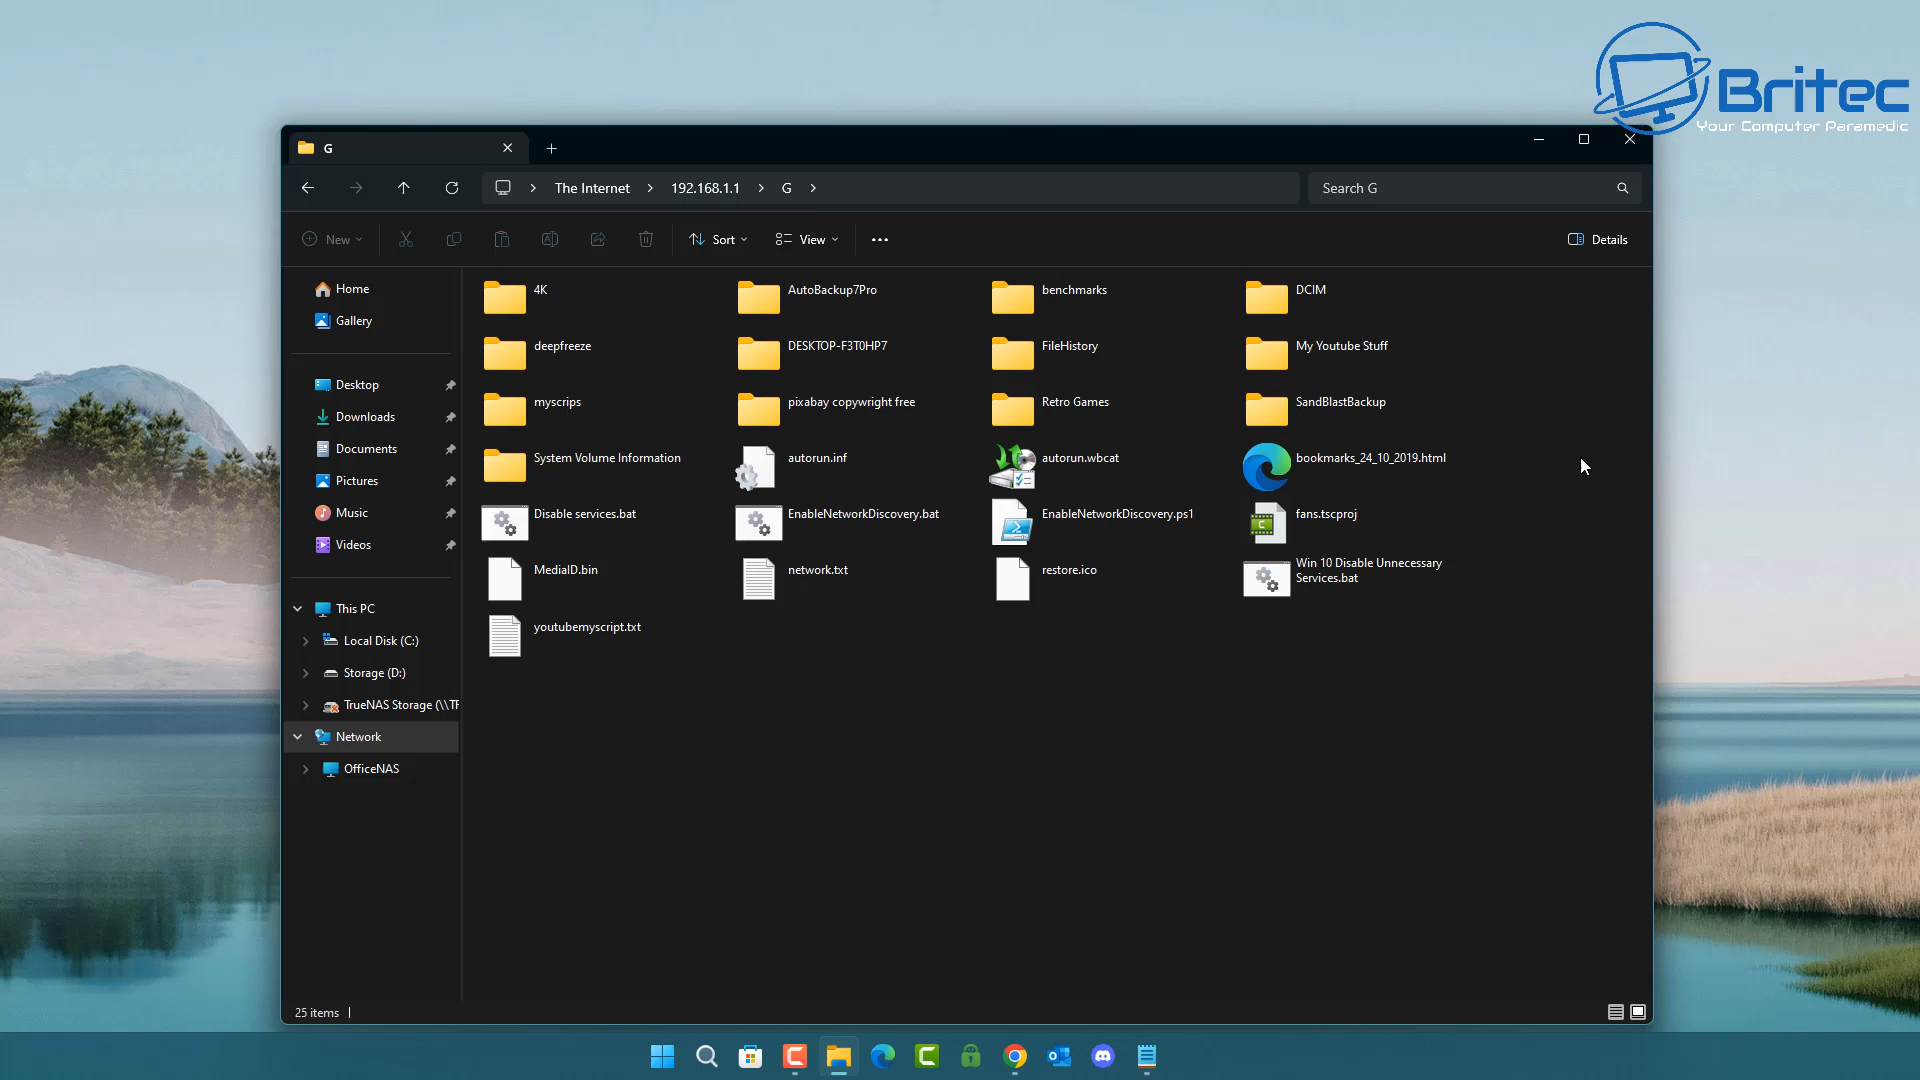 Britec
Your Computer Paramedic
G
The Internet
192.168.1.1
G
Search G
New
Sort
View
Details
Home
Gallery
Desktop
Downloads
Documents
Pictures
Music
Videos
This PC
Local Disk (C:)
Storage (D:)
TrueNAS Storage (\\TF
Network
OfficeNAS
4K
AutoBackup7Pro
benchmarks
DCIM
deepfreeze
DESKTOP-F3T0HP7
FileHistory
My Youtube Stuff
myscrips
pixabay copywright free
Retro Games
SandBlastBackup
System Volume Information
autorun.inf
autorun.wbcat
bookmarks_24_10_2019.html
Disable services.bat
EnableNetworkDiscovery.bat
EnableNetworkDiscovery.ps1
fans.tscproj
MediaID.bin
network.txt
restore.ico
Win 10 Disable Unnecessary
Services.bat
youtubemyscript.txt
25 items